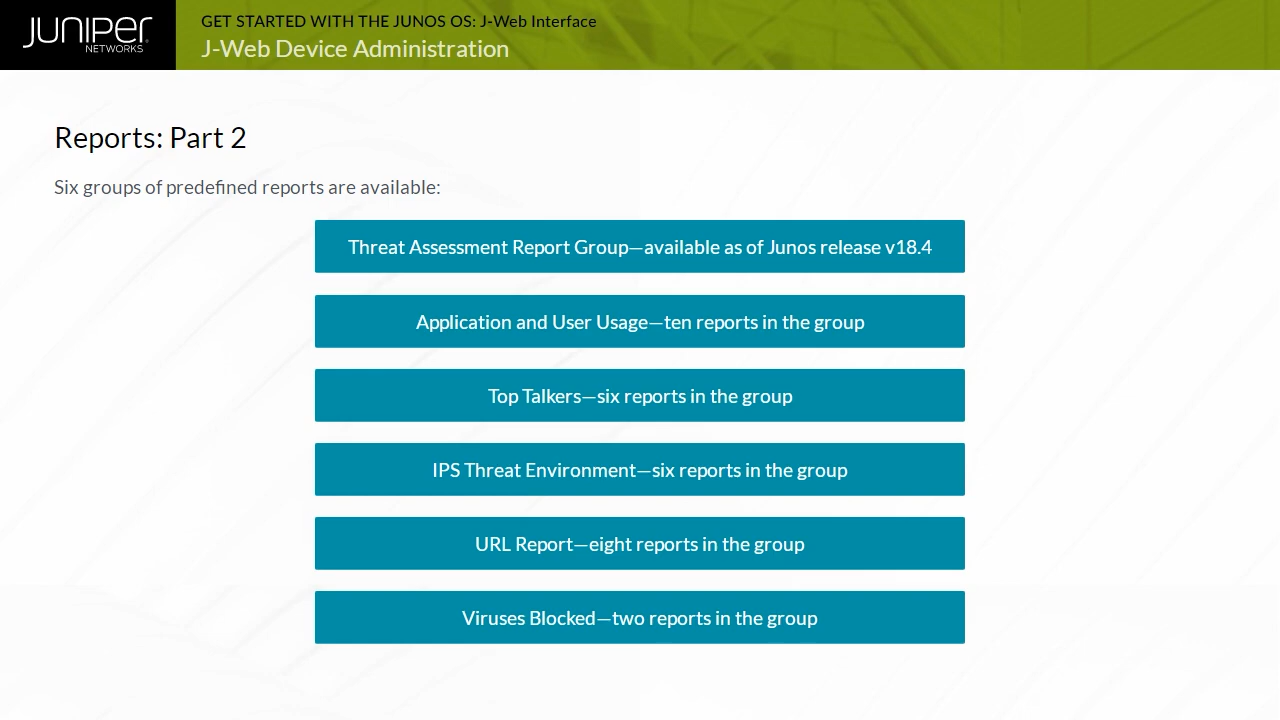 JUNIPER
NETWORKS
GET STARTED WITH THE JUNOS OS: J-Web Interface
J-Web Device Administration
Reports: Part 2
Six groups of predefined reports are available:
Threat Assessment Report Group—available as of Junos release v18.4
Application and User Usage—ten reports in the group
Top Talkers—six reports in the group
IPS Threat Environment—six reports in the group
URL Report—eight reports in the group
Viruses Blocked—two reports in the group